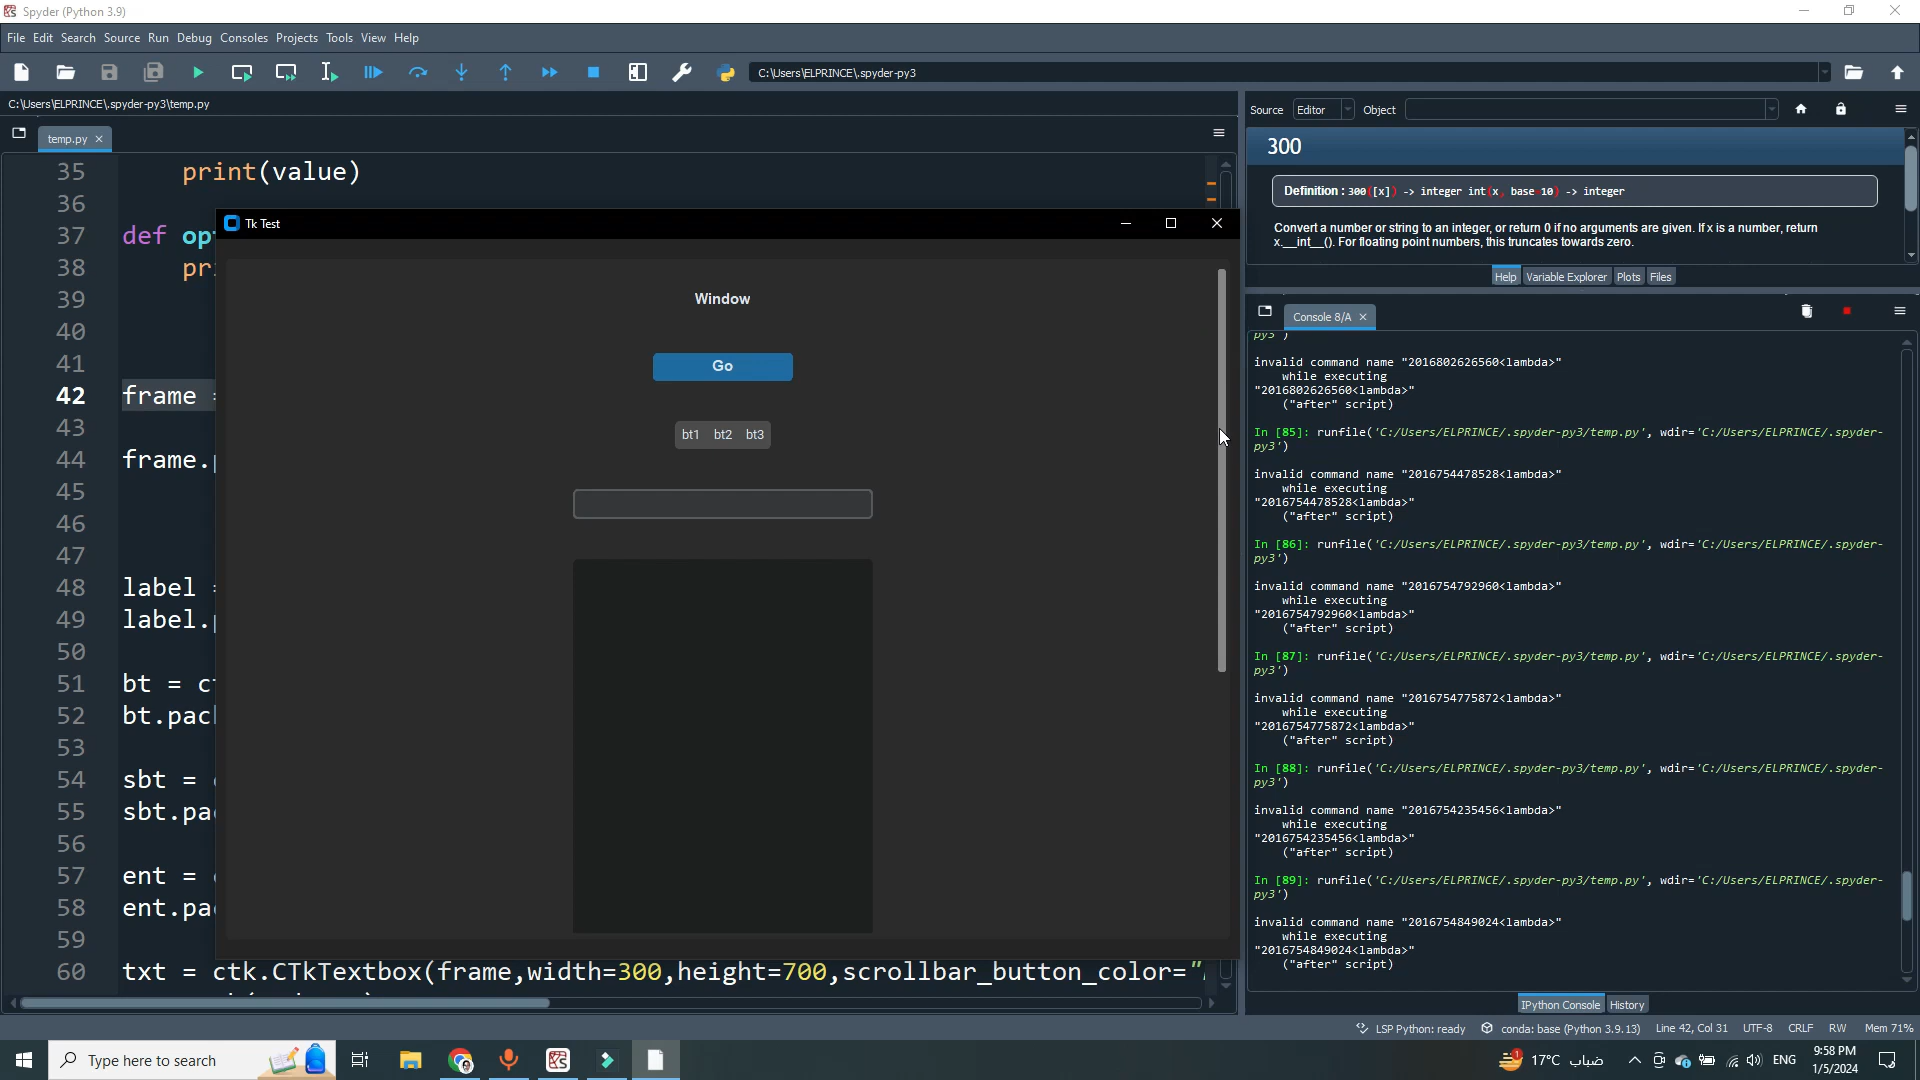 Spyder (Python 3.9)
File Edit Search Source Run Debug Consoles Projects Tools View Help
C:\Users\ELPRINCE\.spyder-py3
C:\Users\ELPRINCE\.spyder-py3\temp.py
temp.py
35 print(value)
36
37 def
38
39
40
41
42 frame
43
44 frame.
45
46
47
48 label =
49 label.
50
51 bt =
52 bt.pac
53
54 sbt =
55 sbt.pa
56
57 ent =
58 ent.pa
59
60 txt = ctk.CTkTextbox(frame,width=300,height=700,scrollbar_button_color="
Tk Test
Window
Go
bt1 bt2 bt3
Source Editor Object
300
Definition : 300([x]) -> integer int(x, base=10) -> integer
Convert a number or string to an integer, or return 0 if no arguments are given. If x is a number, return
x.__int__(). For floating point numbers, this truncates towards zero.
Help Variable Explorer Plots Files
Console 8/A
py3')
invalid command name "2016802626560<lambda>"
while executing
"2016802626560<lambda>"
("after" script)
In [85]: runfile('C:/Users/ELPRINCE/.spyder-py3/temp.py', wdir='C:/Users/ELPRINCE/.spyder-
py3')
invalid command name "2016754478528<lambda>"
while executing
"2016754478528<lambda>"
("after" script)
In [86]: runfile('C:/Users/ELPRINCE/.spyder-py3/temp.py', wdir='C:/Users/ELPRINCE/.spyder-
py3')
invalid command name "2016754792960<lambda>"
while executing
"2016754792960<lambda>"
("after" script)
In [87]: runfile('C:/Users/ELPRINCE/.spyder-py3/temp.py', wdir='C:/Users/ELPRINCE/.spyder-
py3')
invalid command name "2016754775872<lambda>"
while executing
"2016754775872<lambda>"
("after" script)
In [88]: runfile('C:/Users/ELPRINCE/.spyder-py3/temp.py', wdir='C:/Users/ELPRINCE/.spyder-
py3')
invalid command name "2016754235456<lambda>"
while executing
"2016754235456<lambda>"
("after" script)
In [89]: runfile('C:/Users/ELPRINCE/.spyder-py3/temp.py', wdir='C:/Users/ELPRINCE/.spyder-
py3')
invalid command name "2016754849024<lambda>"
while executing
"2016754849024<lambda>"
("after" script)
IPython Console History
LSP Python: ready conda: base (Python 3.9.13) Line 42, Col 31 UTF-8 CRLF RW Mem 71%
Type here to search
1 17°C ضباب ENG 9:58 PM
1/5/2024